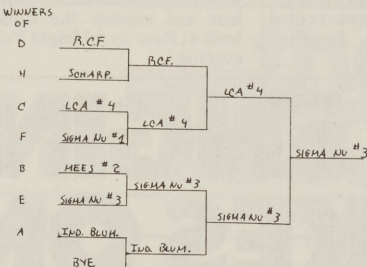 WINNERS
OF
D R.C.F.
R.C.F.
H SCHARP.
LCA #4
C LCA #4
LCA #4
F SIGMA NU #1
SIGMA NU #3
B MEES #2
SIGMA NU #3
E SIGMA NU #3
SIGMA NU #3
A IND. BLUM.
IND. BLUM.
BYE